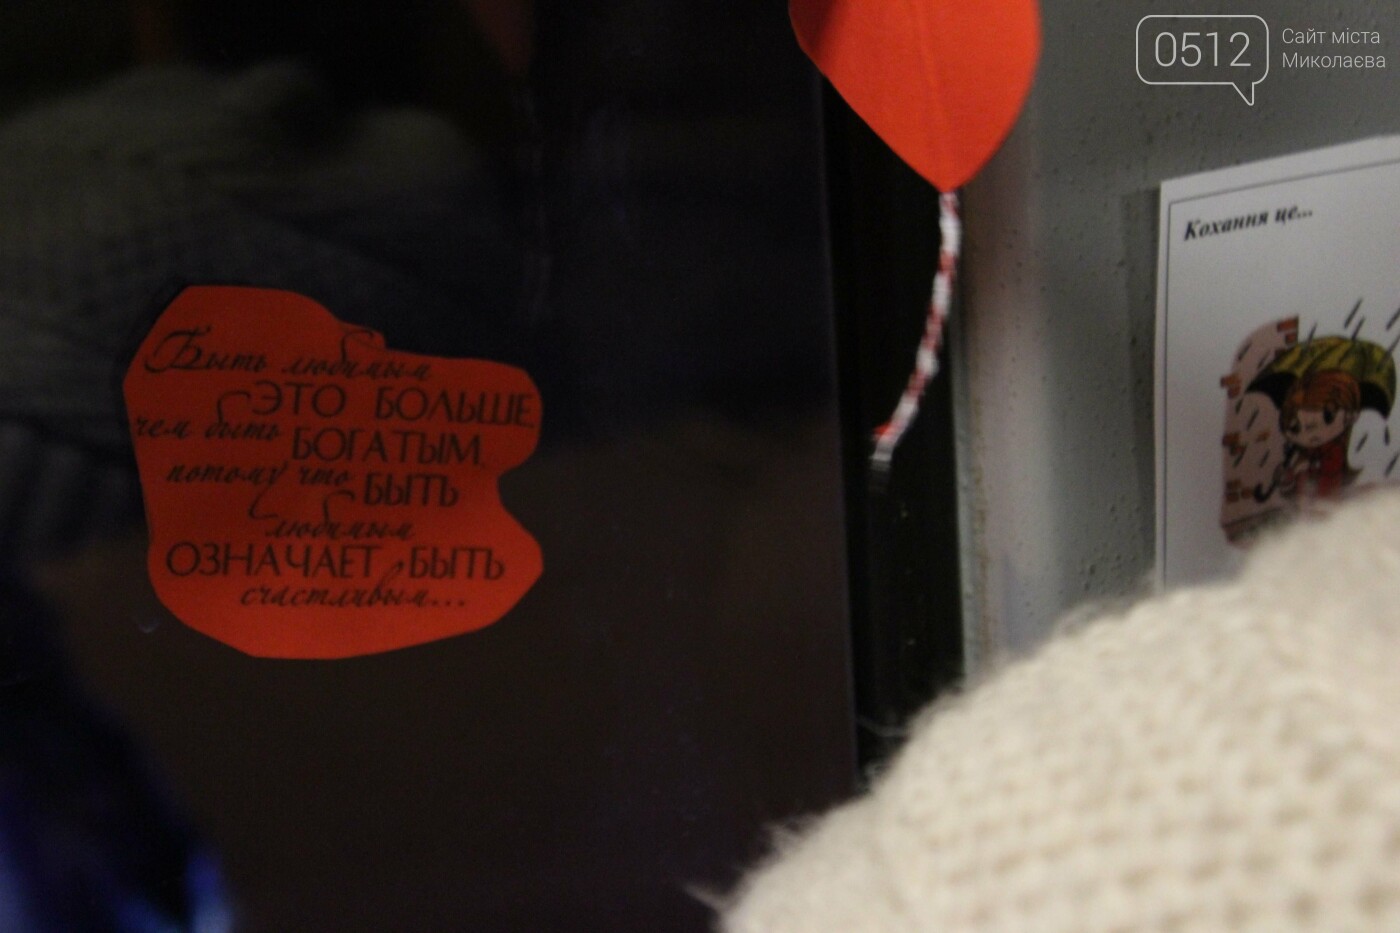 0512
Сайт міста
Миколаєва
Кохання це...
Быть любимым
ЭТО БОЛЬШЕ,
чем быть БОГАТЫМ,
потому что БЫТЬ
любимым
ОЗНАЧАЕТ БЫТЬ
счастливым...